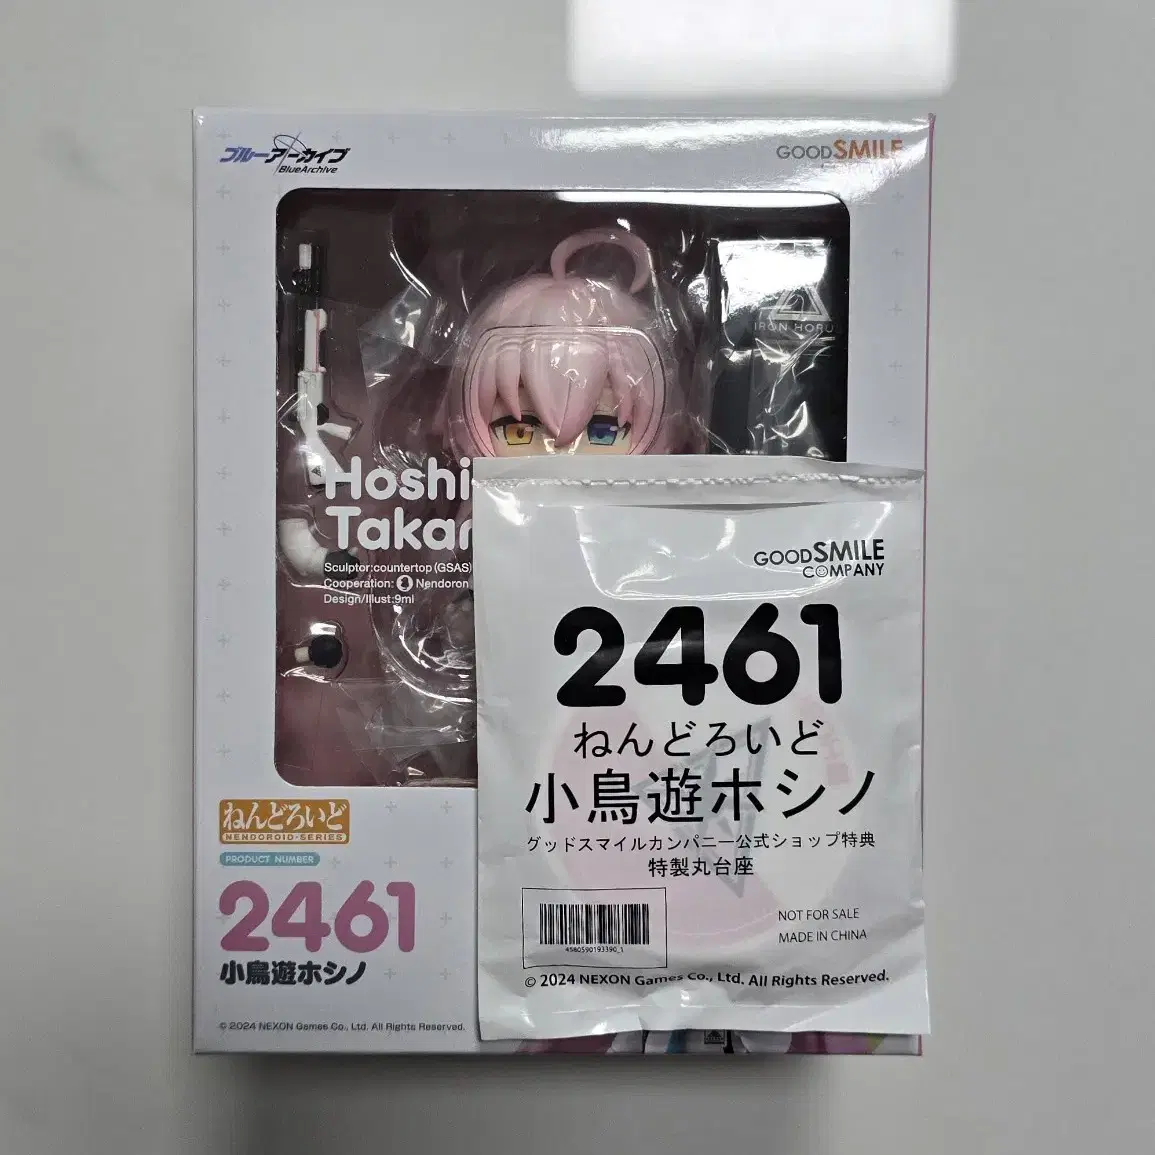 ブルーアーカイブ
BlueArchive
GOODSMILE
IRON HORUS
Hoshi
Takan
Sculptor:countertop (GSAS)
Cooperation: Nendoron
Design/Illust:9ml
ねんどろいど
NENDOROID SERIES
PRODUCT NUMBER
2461
小鳥遊ホシノ
© 2024 NEXON Games Co., Ltd. All Rights Reserved.
GOODSMILE
COMPANY
2461
ねんどろいど
小鳥遊ホシノ
グッドスマイルカンパニー公式ショップ特典
特製丸台座
4580590193390_1
NOT FOR SALE
MADE IN CHINA
© 2024 NEXON Games Co., Ltd. All Rights Reserved.